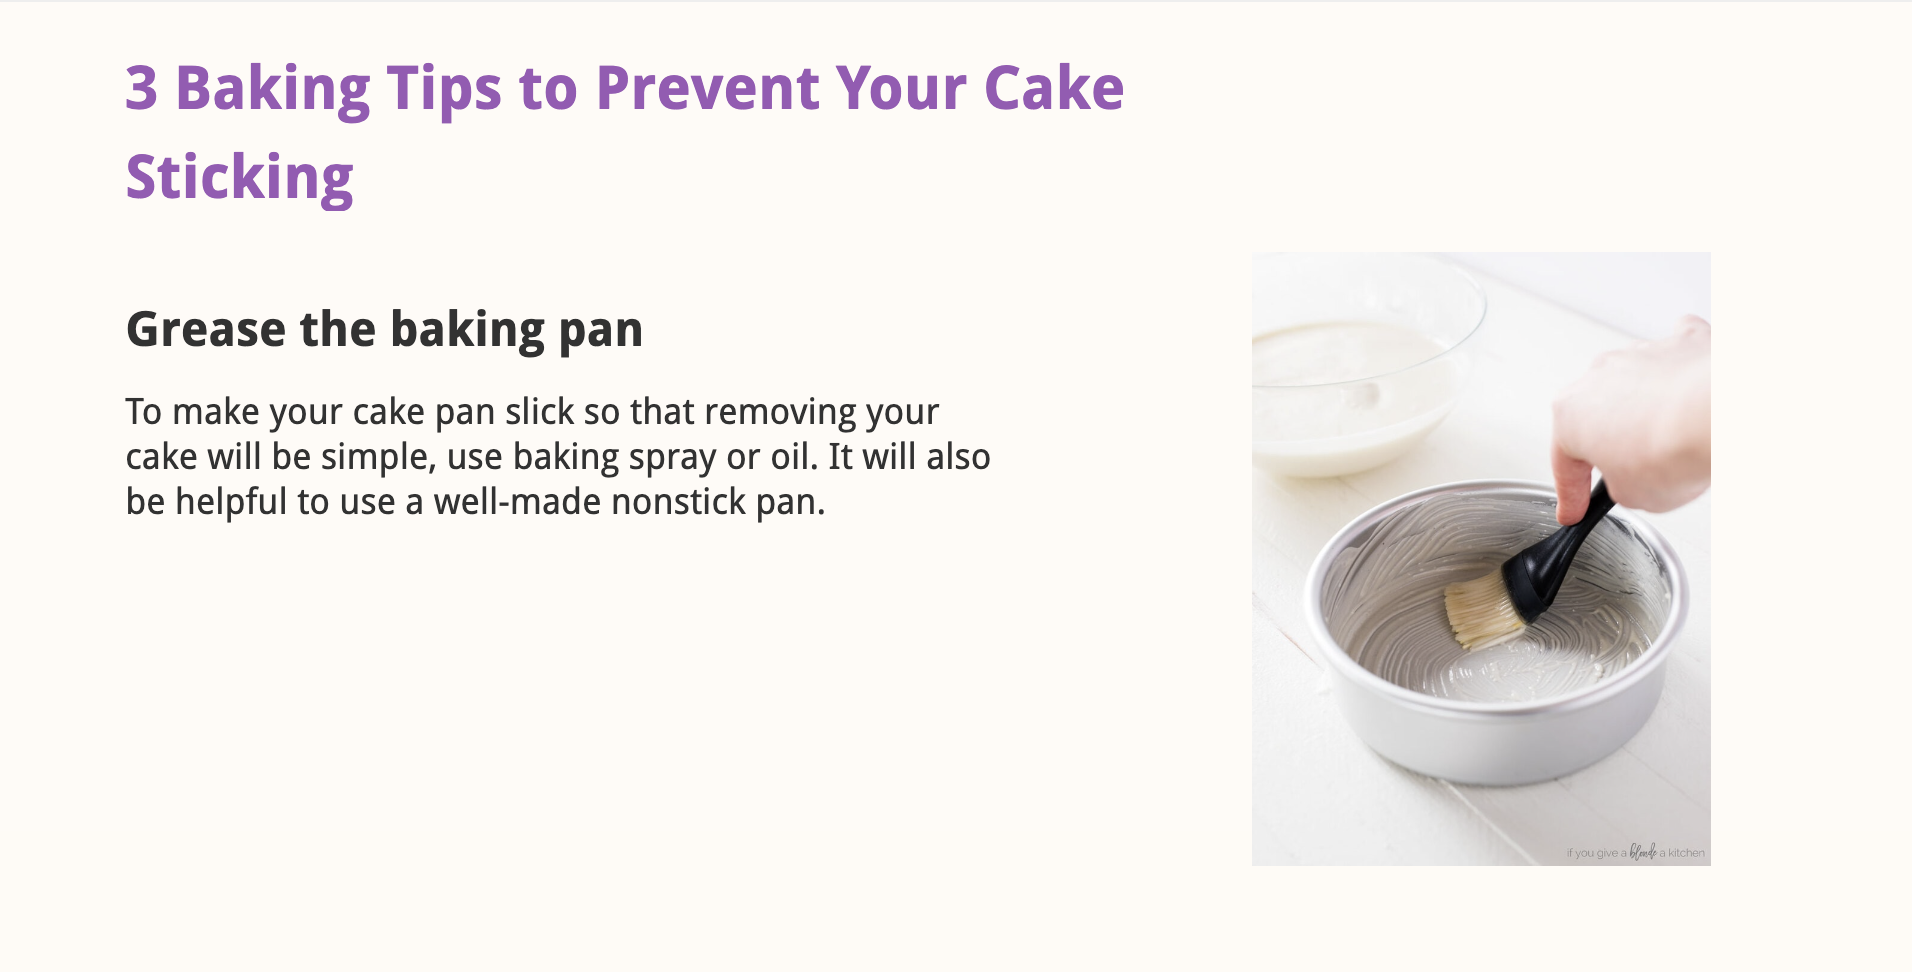 3 Baking Tips to Prevent Your Cake
Sticking
Grease the baking pan
To make your cake pan slick so that removing your
cake will be simple, use baking spray or oil. It will also
be helpful to use a well-made nonstick pan.
if you give a blonde a kitchen